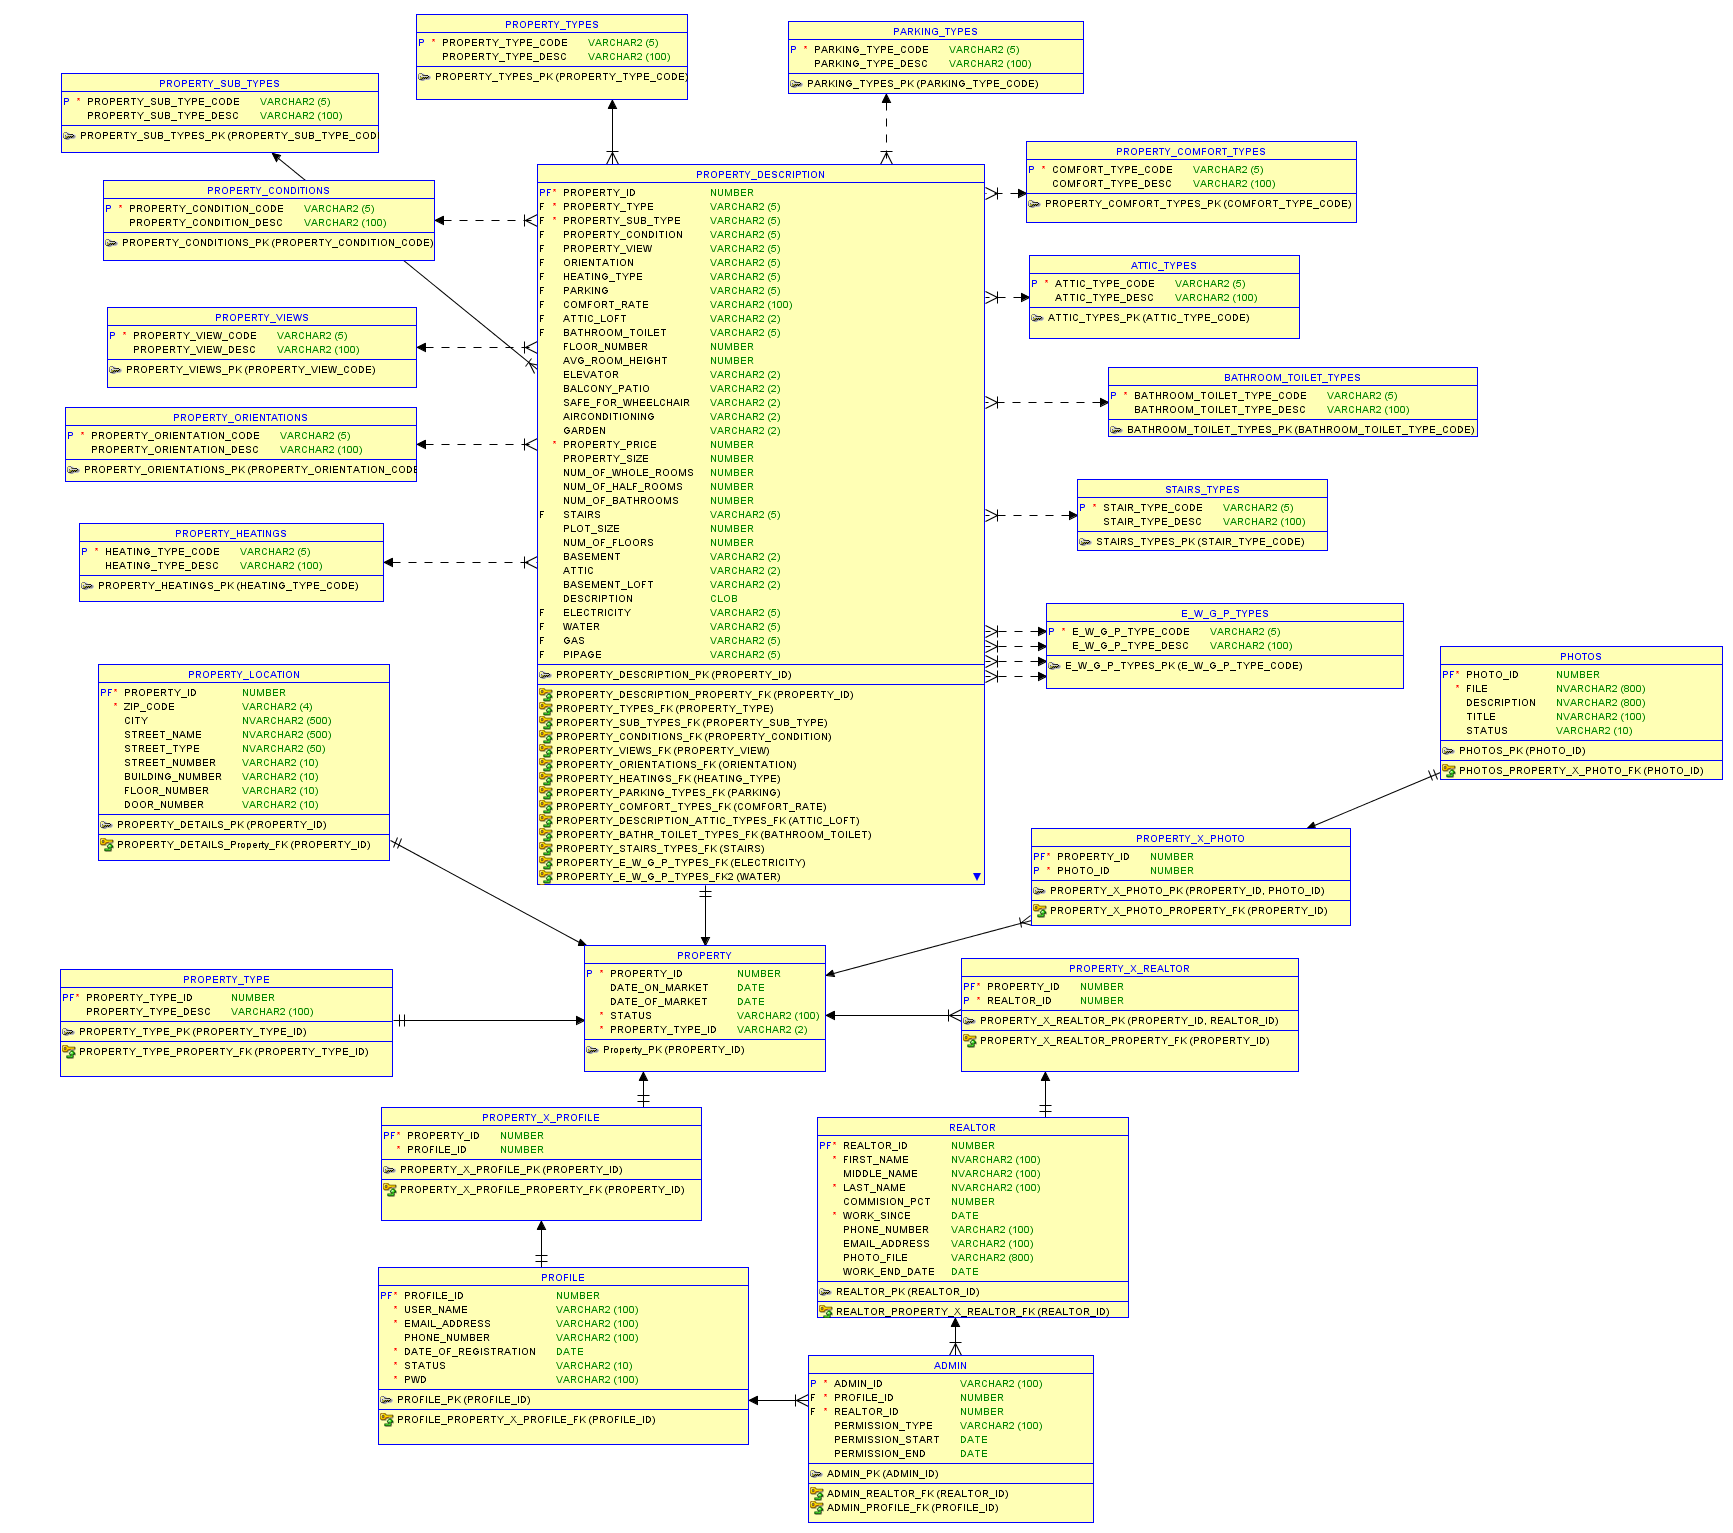 PROPERTY_TYPES
P * PROPERTY_TYPE_CODE VARCHAR2 (5)
PROPERTY_TYPE_DESC VARCHAR2 (100)
PROPERTY_TYPES_PK (PROPERTY_TYPE_CODE)
PARKING_TYPES
P * PARKING_TYPE_CODE VARCHAR2 (5)
PARKING_TYPE_DESC VARCHAR2 (100)
PARKING_TYPES_PK (PARKING_TYPE_CODE)
PROPERTY_SUB_TYPES
P * PROPERTY_SUB_TYPE_CODE VARCHAR2 (5)
PROPERTY_SUB_TYPE_DESC VARCHAR2 (100)
PROPERTY_SUB_TYPES_PK (PROPERTY_SUB_TYPE_COD
PROPERTY_CONDITIONS
P * PROPERTY_CONDITION_CODE VARCHAR2 (5)
PROPERTY_CONDITION_DESC VARCHAR2 (100)
PROPERTY_CONDITIONS_PK (PROPERTY_CONDITION_CODE)
PROPERTY_VIEWS
P * PROPERTY_VIEW_CODE VARCHAR2 (5)
PROPERTY_VIEW_DESC VARCHAR2 (100)
PROPERTY_VIEWS_PK (PROPERTY_VIEW_CODE)
PROPERTY_ORIENTATIONS
P * PROPERTY_ORIENTATION_CODE VARCHAR2 (5)
PROPERTY_ORIENTATION_DESC VARCHAR2 (100)
PROPERTY_ORIENTATIONS_PK (PROPERTY_ORIENTATION_CODE
PROPERTY_HEATINGS
P * HEATING_TYPE_CODE VARCHAR2 (5)
HEATING_TYPE_DESC VARCHAR2 (100)
PROPERTY_HEATINGS_PK (HEATING_TYPE_CODE)
PROPERTY_DESCRIPTION
PF* PROPERTY_ID NUMBER
F * PROPERTY_TYPE VARCHAR2 (5)
F * PROPERTY_SUB_TYPE VARCHAR2 (5)
F PROPERTY_CONDITION VARCHAR2 (5)
F PROPERTY_VIEW VARCHAR2 (5)
F ORIENTATION VARCHAR2 (5)
F HEATING_TYPE VARCHAR2 (5)
F PARKING VARCHAR2 (5)
F COMFORT_RATE VARCHAR2 (100)
F ATTIC_LOFT VARCHAR2 (2)
F BATHROOM_TOILET VARCHAR2 (5)
FLOOR_NUMBER NUMBER
AVG_ROOM_HEIGHT NUMBER
ELEVATOR VARCHAR2 (2)
BALCONY_PATIO VARCHAR2 (2)
SAFE_FOR_WHEELCHAIR VARCHAR2 (2)
AIRCONDITIONING VARCHAR2 (2)
GARDEN VARCHAR2 (2)
* PROPERTY_PRICE NUMBER
PROPERTY_SIZE NUMBER
NUM_OF_WHOLE_ROOMS NUMBER
NUM_OF_HALF_ROOMS NUMBER
NUM_OF_BATHROOMS NUMBER
F STAIRS VARCHAR2 (5)
PLOT_SIZE NUMBER
NUM_OF_FLOORS NUMBER
BASEMENT VARCHAR2 (2)
ATTIC VARCHAR2 (2)
BASEMENT_LOFT VARCHAR2 (2)
DESCRIPTION CLOB
F ELECTRICITY VARCHAR2 (5)
F WATER VARCHAR2 (5)
F GAS VARCHAR2 (5)
F PIPAGE VARCHAR2 (5)
PROPERTY_DESCRIPTION_PK (PROPERTY_ID)
PROPERTY_DESCRIPTION_PROPERTY_FK (PROPERTY_ID)
PROPERTY_TYPES_FK (PROPERTY_TYPE)
PROPERTY_SUB_TYPES_FK (PROPERTY_SUB_TYPE)
PROPERTY_CONDITIONS_FK (PROPERTY_CONDITION)
PROPERTY_VIEWS_FK (PROPERTY_VIEW)
PROPERTY_ORIENTATIONS_FK (ORIENTATION)
PROPERTY_HEATINGS_FK (HEATING_TYPE)
PROPERTY_PARKING_TYPES_FK (PARKING)
PROPERTY_COMFORT_TYPES_FK (COMFORT_RATE)
PROPERTY_DESCRIPTION_ATTIC_TYPES_FK (ATTIC_LOFT)
PROPERTY_BATHR_TOILET_TYPES_FK (BATHROOM_TOILET)
PROPERTY_STAIRS_TYPES_FK (STAIRS)
PROPERTY_E_W_G_P_TYPES_FK (ELECTRICITY)
PROPERTY_E_W_G_P_TYPES_FK2 (WATER)
PROPERTY_COMFORT_TYPES
P * COMFORT_TYPE_CODE VARCHAR2 (5)
COMFORT_TYPE_DESC VARCHAR2 (100)
PROPERTY_COMFORT_TYPES_PK (COMFORT_TYPE_CODE)
ATTIC_TYPES
P * ATTIC_TYPE_CODE VARCHAR2 (5)
ATTIC_TYPE_DESC VARCHAR2 (100)
ATTIC_TYPES_PK (ATTIC_TYPE_CODE)
BATHROOM_TOILET_TYPES
P * BATHROOM_TOILET_TYPE_CODE VARCHAR2 (5)
BATHROOM_TOILET_TYPE_DESC VARCHAR2 (100)
BATHROOM_TOILET_TYPES_PK (BATHROOM_TOILET_TYPE_CODE)
STAIRS_TYPES
P * STAIR_TYPE_CODE VARCHAR2 (5)
STAIR_TYPE_DESC VARCHAR2 (100)
STAIRS_TYPES_PK (STAIR_TYPE_CODE)
E_W_G_P_TYPES
P * E_W_G_P_TYPE_CODE VARCHAR2 (5)
E_W_G_P_TYPE_DESC VARCHAR2 (100)
E_W_G_P_TYPES_PK (E_W_G_P_TYPE_CODE)
PHOTOS
PF* PHOTO_ID NUMBER
* FILE NVARCHAR2 (800)
DESCRIPTION NVARCHAR2 (800)
TITLE NVARCHAR2 (100)
STATUS VARCHAR2 (10)
PHOTOS_PK (PHOTO_ID)
PHOTOS_PROPERTY_X_PHOTO_FK (PHOTO_ID)
PROPERTY_LOCATION
PF* PROPERTY_ID NUMBER
* ZIP_CODE VARCHAR2 (4)
CITY NVARCHAR2 (500)
STREET_NAME NVARCHAR2 (500)
STREET_TYPE NVARCHAR2 (50)
STREET_NUMBER VARCHAR2 (10)
BUILDING_NUMBER VARCHAR2 (10)
FLOOR_NUMBER VARCHAR2 (10)
DOOR_NUMBER VARCHAR2 (10)
PROPERTY_DETAILS_PK (PROPERTY_ID)
PROPERTY_DETAILS_Property_FK (PROPERTY_ID)
PROPERTY_X_PHOTO
PF* PROPERTY_ID NUMBER
P * PHOTO_ID NUMBER
PROPERTY_X_PHOTO_PK (PROPERTY_ID, PHOTO_ID)
PROPERTY_X_PHOTO_PROPERTY_FK (PROPERTY_ID)
PROPERTY
P * PROPERTY_ID NUMBER
DATE_ON_MARKET DATE
DATE_OF_MARKET DATE
* STATUS VARCHAR2 (100)
* PROPERTY_TYPE_ID VARCHAR2 (2)
Property_PK (PROPERTY_ID)
PROPERTY_TYPE
PF* PROPERTY_TYPE_ID NUMBER
PROPERTY_TYPE_DESC VARCHAR2 (100)
PROPERTY_TYPE_PK (PROPERTY_TYPE_ID)
PROPERTY_TYPE_PROPERTY_FK (PROPERTY_TYPE_ID)
PROPERTY_X_REALTOR
PF* PROPERTY_ID NUMBER
P * REALTOR_ID NUMBER
PROPERTY_X_REALTOR_PK (PROPERTY_ID, REALTOR_ID)
PROPERTY_X_REALTOR_PROPERTY_FK (PROPERTY_ID)
PROPERTY_X_PROFILE
PF* PROPERTY_ID NUMBER
* PROFILE_ID NUMBER
PROPERTY_X_PROFILE_PK (PROPERTY_ID)
PROPERTY_X_PROFILE_PROPERTY_FK (PROPERTY_ID)
REALTOR
PF* REALTOR_ID NUMBER
* FIRST_NAME NVARCHAR2 (100)
MIDDLE_NAME NVARCHAR2 (100)
* LAST_NAME NVARCHAR2 (100)
COMMISION_PCT NUMBER
* WORK_SINCE DATE
PHONE_NUMBER VARCHAR2 (100)
EMAIL_ADDRESS VARCHAR2 (100)
PHOTO_FILE VARCHAR2 (800)
WORK_END_DATE DATE
REALTOR_PK (REALTOR_ID)
REALTOR_PROPERTY_X_REALTOR_FK (REALTOR_ID)
PROFILE
PF* PROFILE_ID NUMBER
* USER_NAME VARCHAR2 (100)
* EMAIL_ADDRESS VARCHAR2 (100)
PHONE_NUMBER VARCHAR2 (100)
* DATE_OF_REGISTRATION DATE
* STATUS VARCHAR2 (10)
* PWD VARCHAR2 (100)
PROFILE_PK (PROFILE_ID)
PROFILE_PROPERTY_X_PROFILE_FK (PROFILE_ID)
ADMIN
P * ADMIN_ID VARCHAR2 (100)
F * PROFILE_ID NUMBER
F * REALTOR_ID NUMBER
PERMISSION_TYPE VARCHAR2 (100)
PERMISSION_START DATE
PERMISSION_END DATE
ADMIN_PK (ADMIN_ID)
ADMIN_REALTOR_FK (REALTOR_ID)
ADMIN_PROFILE_FK (PROFILE_ID)